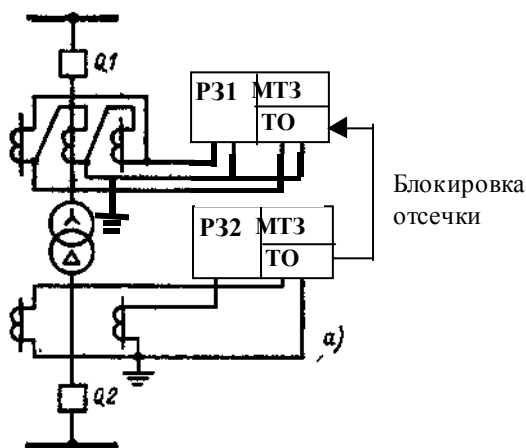 Q1
РЗ1 МТЗ
ТО
Блокировка
отсечки
РЗ2 МТЗ
ТО
а)
Q2